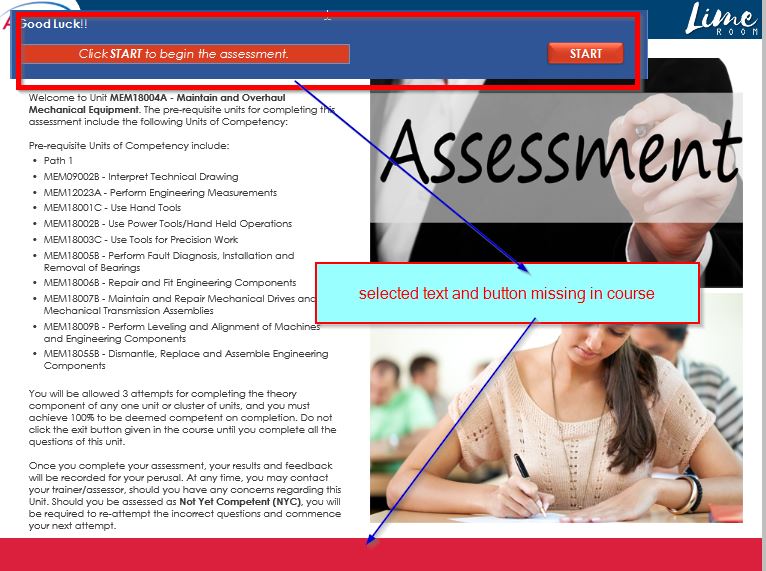 Good Luck!!
Click START to begin the assessment.
START
Lime
ROOM
Welcome to Unit MEM18004A - Maintain and Overhaul
Mechanical Equipment. The pre-requisite units for completing this
assessment include the following Units of Competency:
Pre-requisite Units of Competency include:
• Path 1
• MEM09002B - Interpret Technical Drawing
• MEM12023A - Perform Engineering Measurements
• MEM18001C - Use Hand Tools
• MEM18002B - Use Power Tools/Hand Held Operations
• MEM18003C - Use Tools for Precision Work
• MEM18005B - Perform Fault Diagnosis, Installation and
Removal of Bearings
• MEM18006B - Repair and Fit Engineering Components
• MEM18007B - Maintain and Repair Mechanical Drives and
Mechanical Transmission Assemblies
• MEM18009B - Perform Leveling and Alignment of Machines
and Engineering Components
• MEM18055B - Dismantle, Replace and Assemble Engineering
Components
You will be allowed 3 attempts for completing the theory
component of any one unit or cluster of units, and you must
achieve 100% to be deemed competent on completion. Do not
click the exit button given in the course until you complete all the
questions of this unit.
Once you complete your assessment, your results and feedback
will be recorded for your perusal. At any time, you may contact
your trainer/assessor, should you have any concerns regarding this
Unit. Should you be assessed as Not Yet Competent (NYC), you will
be required to re-attempt the incorrect questions and commence
your next attempt.
Assessment
selected text and button missing in course